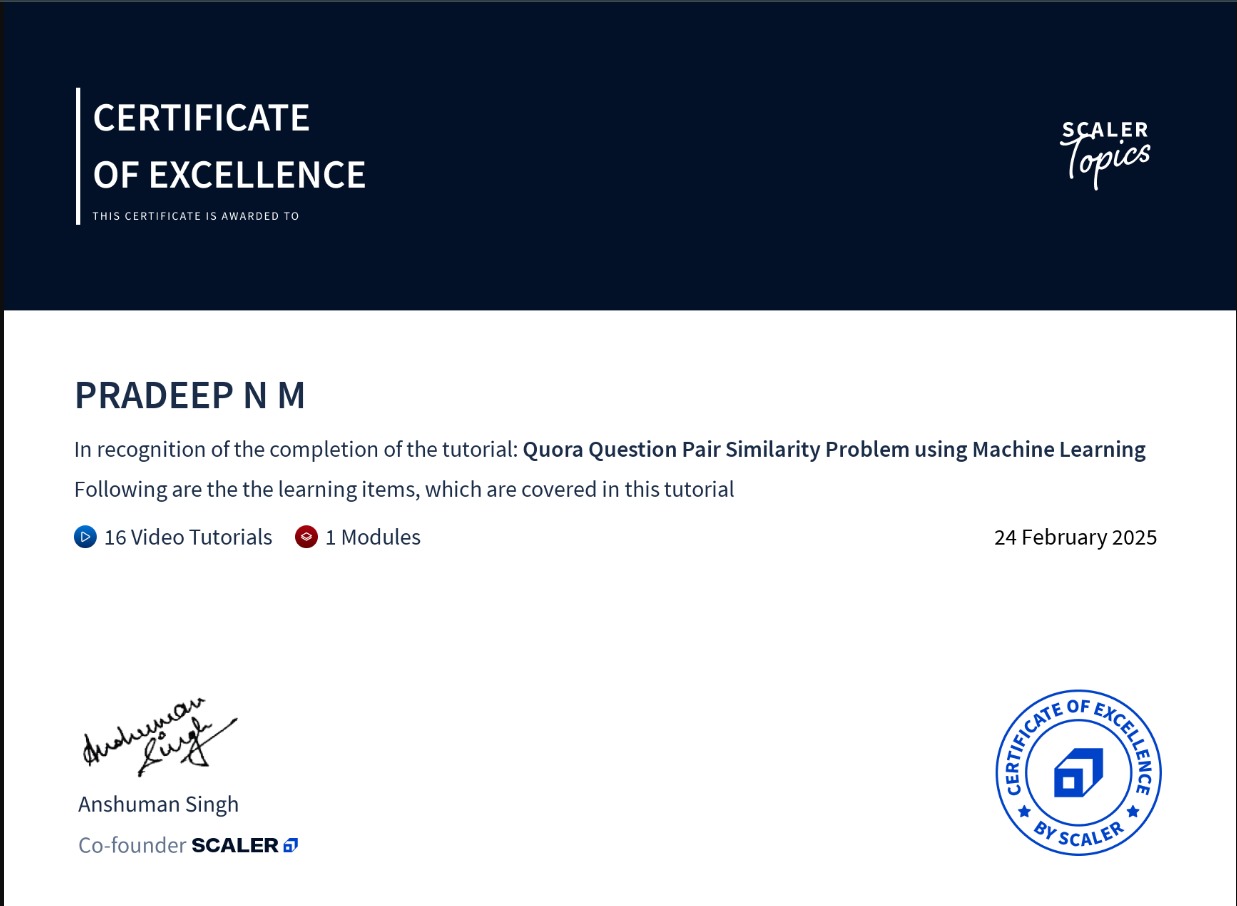 CERTIFICATE
OF EXCELLENCE
THIS CERTIFICATE IS AWARDED TO
SCALER
Topics
PRADEEP N M
In recognition of the completion of the tutorial: Quora Question Pair Similarity Problem using Machine Learning
Following are the the learning items, which are covered in this tutorial
16 Video Tutorials 1 Modules
24 February 2025
Anshuman
Singh
Anshuman Singh
Co-founder SCALER
CERTIFICATE OF EXCELLENCE
BY SCALER